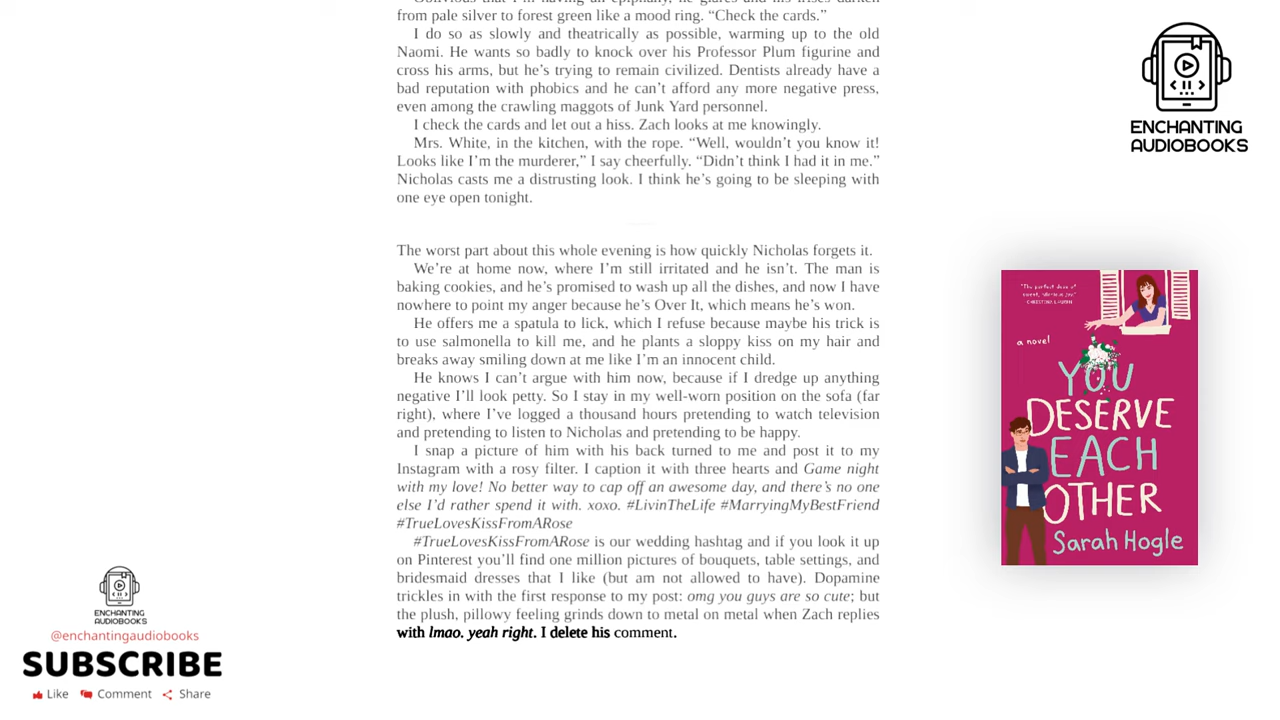 Oblivious that I'm having an epiphany, he glares and his irises darken
from pale silver to forest green like a mood ring. “Check the cards.”
I do so as slowly and theatrically as possible, warming up to the old
Naomi. He wants so badly to knock over his Professor Plum figurine and
cross his arms, but he’s trying to remain civilized. Dentists already have a
bad reputation with phobics and he can’t afford any more negative press,
even among the crawling maggots of Junk Yard personnel.
I check the cards and let out a hiss. Zach looks at me knowingly.
Mrs. White, in the kitchen, with the rope. “Well, wouldn’t you know it!
Looks like I’m the murderer,” I say cheerfully. “Didn’t think I had it in me.”
Nicholas casts me a distrusting look. I think he’s going to be sleeping with
one eye open tonight.
The worst part about this whole evening is how quickly Nicholas forgets it.
We’re at home now, where I’m still irritated and he isn’t. The man is
baking cookies, and he’s promised to wash up all the dishes, and now I have
nowhere to point my anger because he’s Over It, which means he’s won.
He offers me a spatula to lick, which I refuse because maybe his trick is
to use salmonella to kill me, and he plants a sloppy kiss on my hair and
breaks away smiling down at me like I’m an innocent child.
He knows I can’t argue with him now, because if I dredge up anything
negative I’ll look petty. So I stay in my well-worn position on the sofa (far
right), where I’ve logged a thousand hours pretending to watch television
and pretending to listen to Nicholas and pretending to be happy.
I snap a picture of him with his back turned to me and post it to my
Instagram with a rosy filter. I caption it with three hearts and Game night
with my love! No better way to cap off an awesome day, and there’s no one
else I’d rather spend it with. xoxo. #LivinTheLife #MarryingMyBestFriend
#TrueLovesKissFromARose
#TrueLovesKissFromARose is our wedding hashtag and if you look it up
on Pinterest you’ll find one million pictures of bouquets, table settings, and
bridesmaid dresses that I like (but am not allowed to have). Dopamine
trickles in with the first response to my post: omg you guys are so cute; but
the plush, pillowy feeling grinds down to metal on metal when Zach replies
with lmao. yeah right. I delete his comment.
ENCHANTING
AUDIOBOOKS
a novel
YOU
DESERVE
EACH
OTHER
Sarah Hogle
ENCHANTING
AUDIOBOOKS
@enchantingaudiobooks
SUBSCRIBE
Like Comment Share